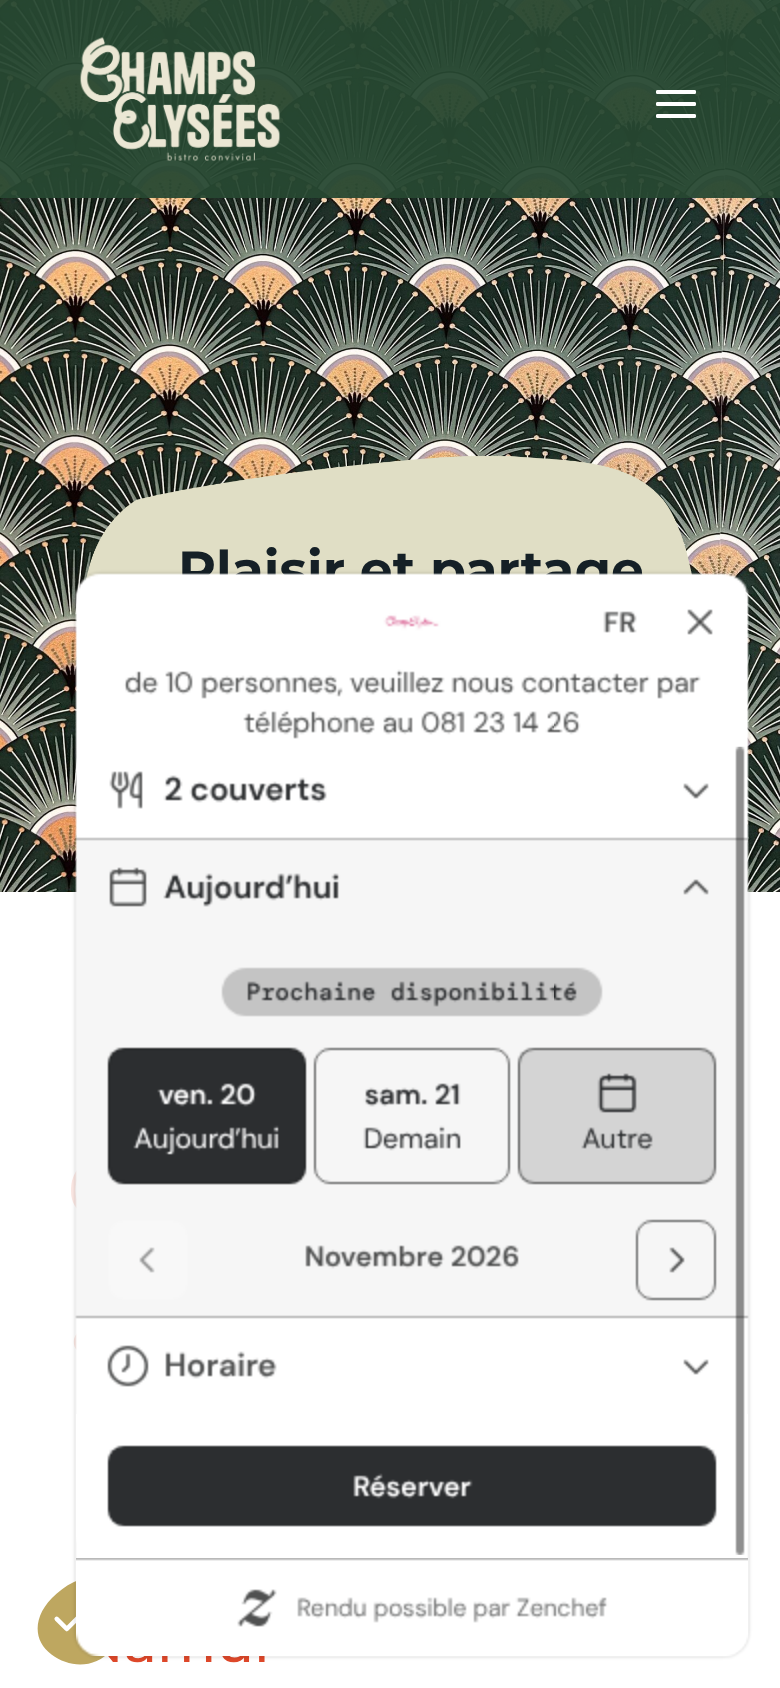 CHAMPS
ELYSÉES
bistro convivial
Plaisir et partage
FR
de 10 personnes, veuillez nous contacter par
téléphone au 081 23 14 26
2 couverts
Aujourd’hui
Prochaine disponibilité
ven. 20
Aujourd’hui
sam. 21
Demain
Autre
Novembre 2026
Horaire
Réserver
Rendu possible par Zenchef